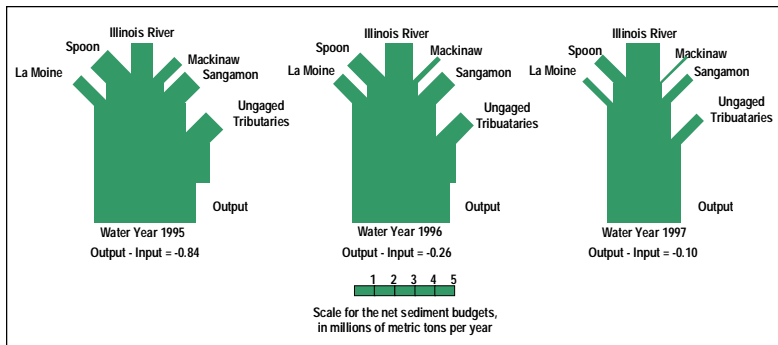 Illinois River
Spoon
Mackinaw
La Moine
Sangamon
Ungaged
Tributaries
Output
Water Year 1995
Output - Input = -0.84
Illinois River
Spoon
Mackinaw
La Moine
Sangamon
Ungaged
Tribuataries
Output
Water Year 1996
Output - Input = -0.26
Illinois River
Spoon
Mackinaw
La Moine
Sangamon
Ungaged
Tribuataries
Output
Water Year 1997
Output - Input = -0.10
1 2 3 4 5
Scale for the net sediment budgets,
in millions of metric tons per year